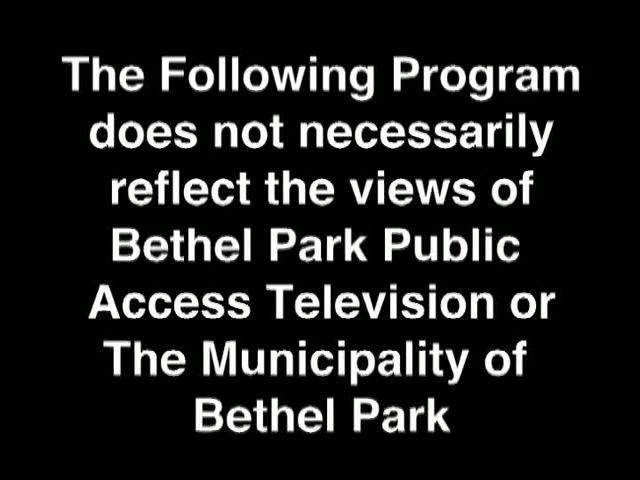 The Following Program
does not necessarily
reflect the views of
Bethel Park Public
Access Television or
The Municipality of
Bethel Park